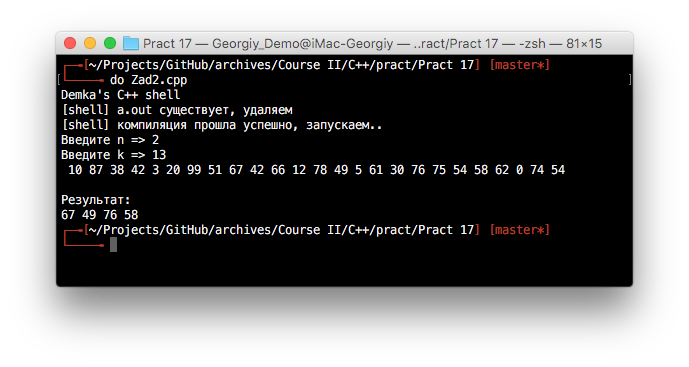 Pract 17 — Georgiy_Demo@iMac-Georgiy — ..ract/Pract 17 — -zsh — 81×15
[~/Projects/GitHub/archives/Course II/C++/pract/Pract 17] [master*]
do Zad2.cpp
Demka's C++ shell
[shell] a.out существует, удаляем
[shell] компиляция прошла успешно, запускаем..
Введите n => 2
Введите k => 13
10 87 38 42 3 20 99 51 67 42 66 12 78 49 5 61 30 76 75 54 58 62 0 74 54
Результат:
67 49 76 58
[~/Projects/GitHub/archives/Course II/C++/pract/Pract 17] [master*]